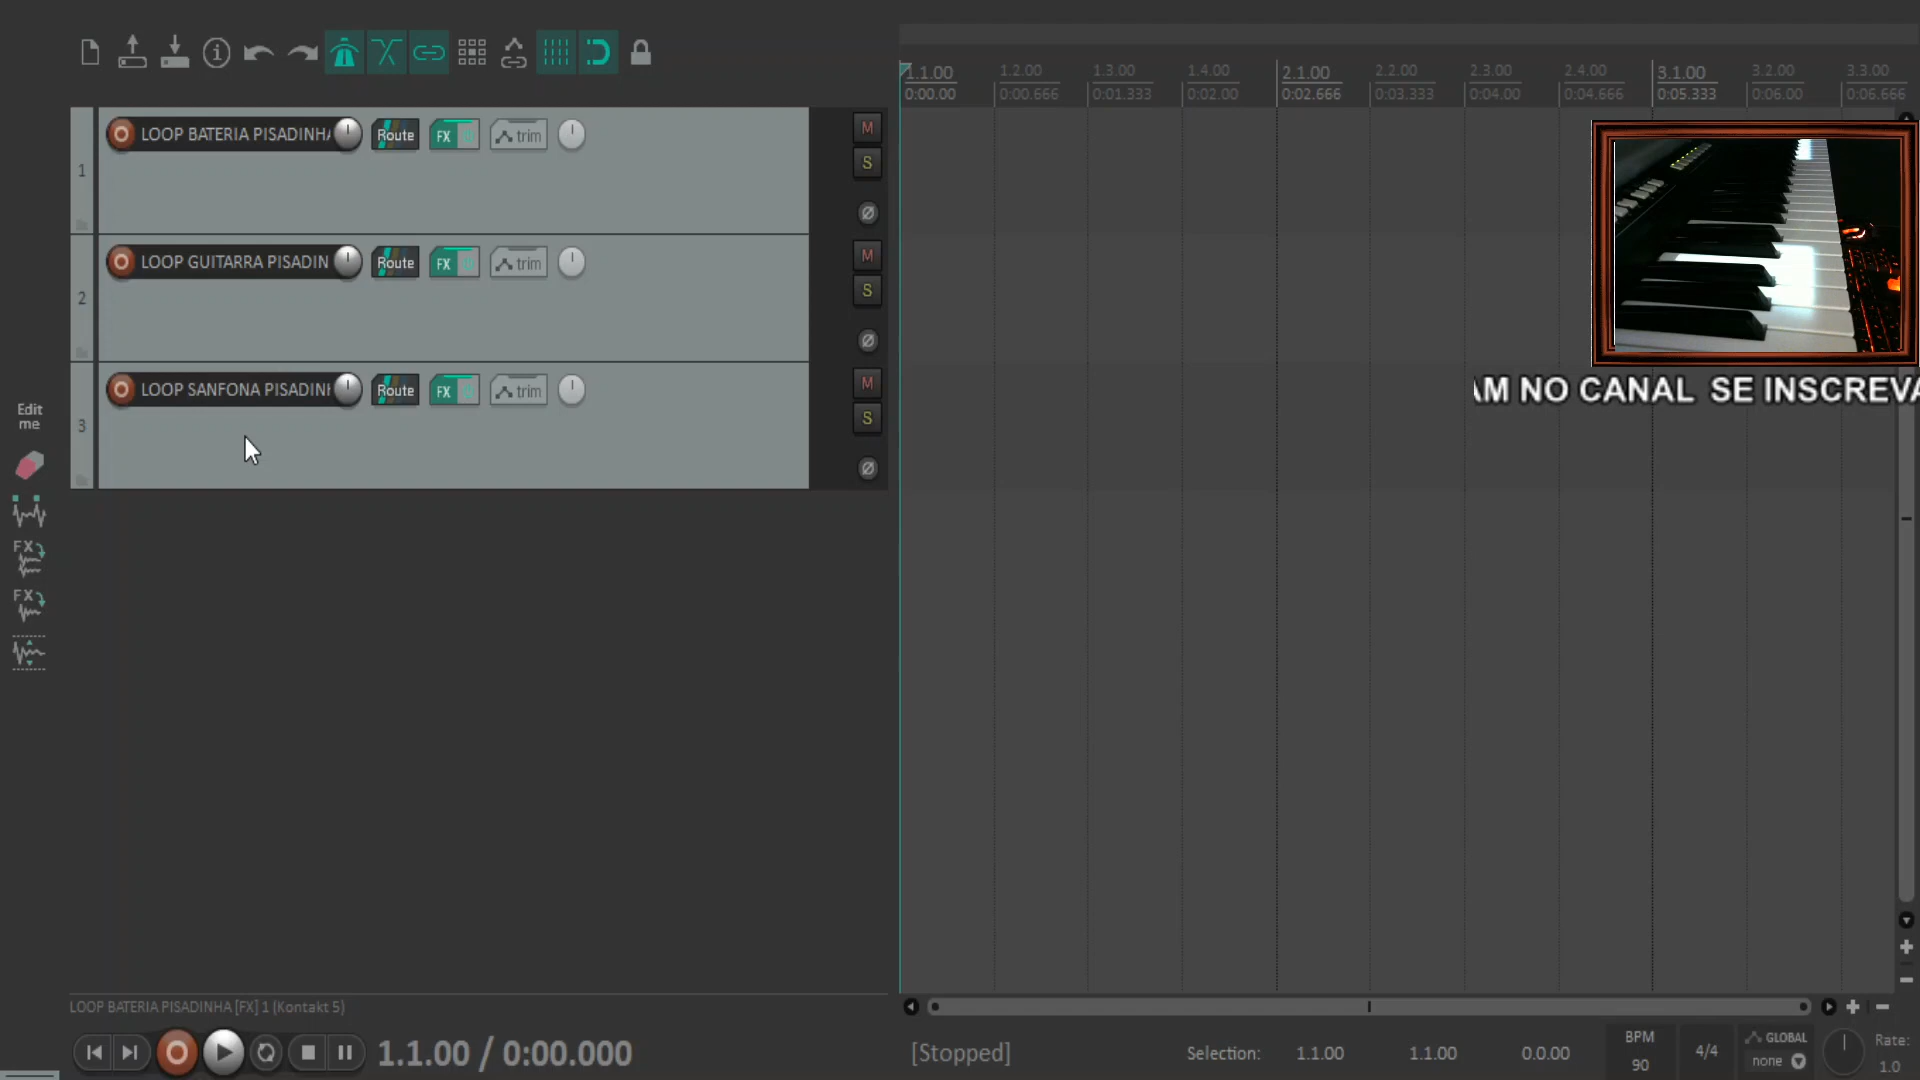 1.1.00 1.2.00 1.3.00 1.4.00 2.1.00 2.2.00 2.3.00 2.4.00 3.1.00 3.2.00 3.3.00
0:00.00 0:00.666 0:01.333 0:02.00 0:02.666 0:03.333 0:04.00 0:04.666 0:05.333 0:06.00 0:06.666
1 LOOP BATERIA PISADINHA Route FX trim M
S
2 LOOP GUITARRA PISADIN Route FX trim M
S
3 LOOP SANFONA PISADIN Route FX trim M
S
AM NO CANAL SE INSCREVA
Edit
me
FX
FX
LOOP BATERIA PISADINHA [FX] 1 (Kontakt 5)
1.1.00 / 0:00.000
[Stopped]
Selection: 1.1.00 1.1.00 0.0.00
BPM
90
4/4
GLOBAL
none
Rate:
1.0